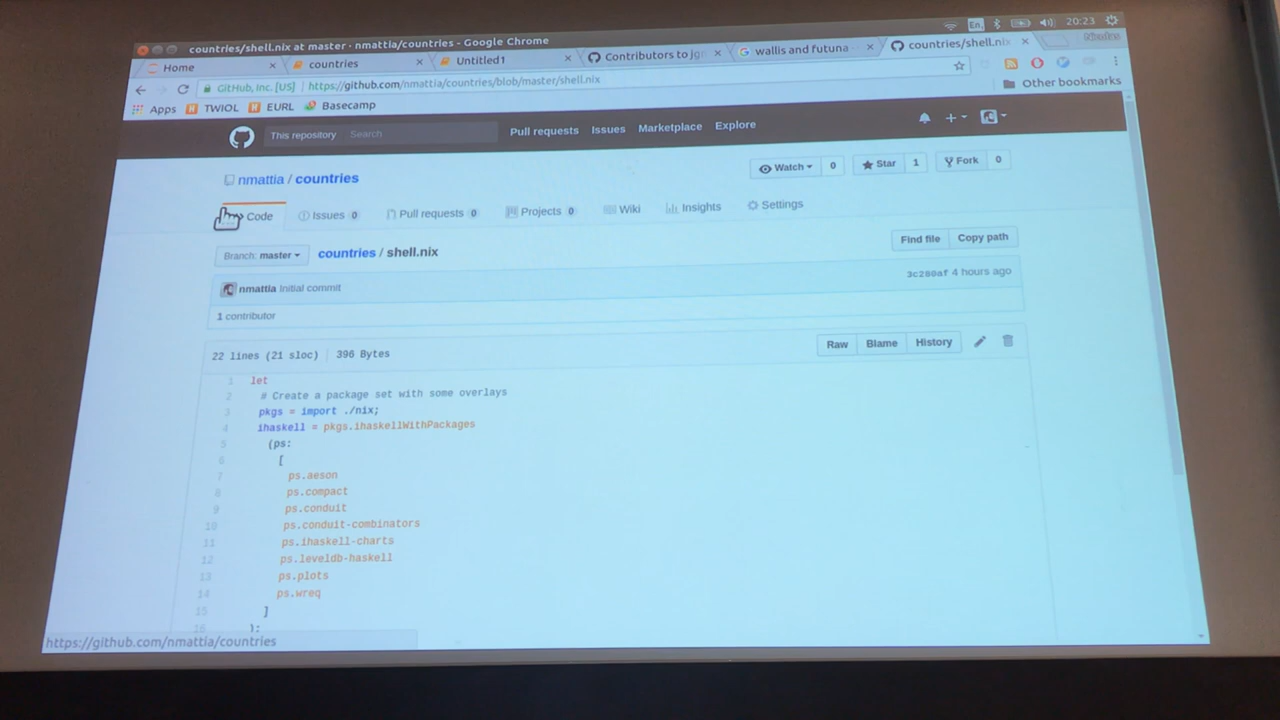 En 20:23
countries/shell.nix at master · nmattia/countries - Google Chrome
Home × countries × Untitled1 × Contributors to jgr × wallis and futuna × countries/shell.nix ×
GitHub, Inc. [US] | https://github.com/nmattia/countries/blob/master/shell.nix
Apps TWIOL EURL Basecamp Other bookmarks
This repository Search Pull requests Issues Marketplace Explore
nmattia / countries Watch 0 Star 1 Fork 0
Code Issues 0 Pull requests 0 Projects 0 Wiki Insights Settings
Branch: master countries / shell.nix Find file Copy path
nmattia Initial commit 3c280af 4 hours ago
1 contributor
22 lines (21 sloc) 396 Bytes Raw Blame History
1 let
2 # Create a package set with some overlays
3 pkgs = import ./nix;
4 ihaskell = pkgs.ihaskellWithPackages
5 (ps:
6 [
7 ps.aeson
8 ps.compact
9 ps.conduit
10 ps.conduit-combinators
11 ps.ihaskell-charts
12 ps.leveldb-haskell
13 ps.plots
14 ps.wreq
15 ]
16 );
https://github.com/nmattia/countries